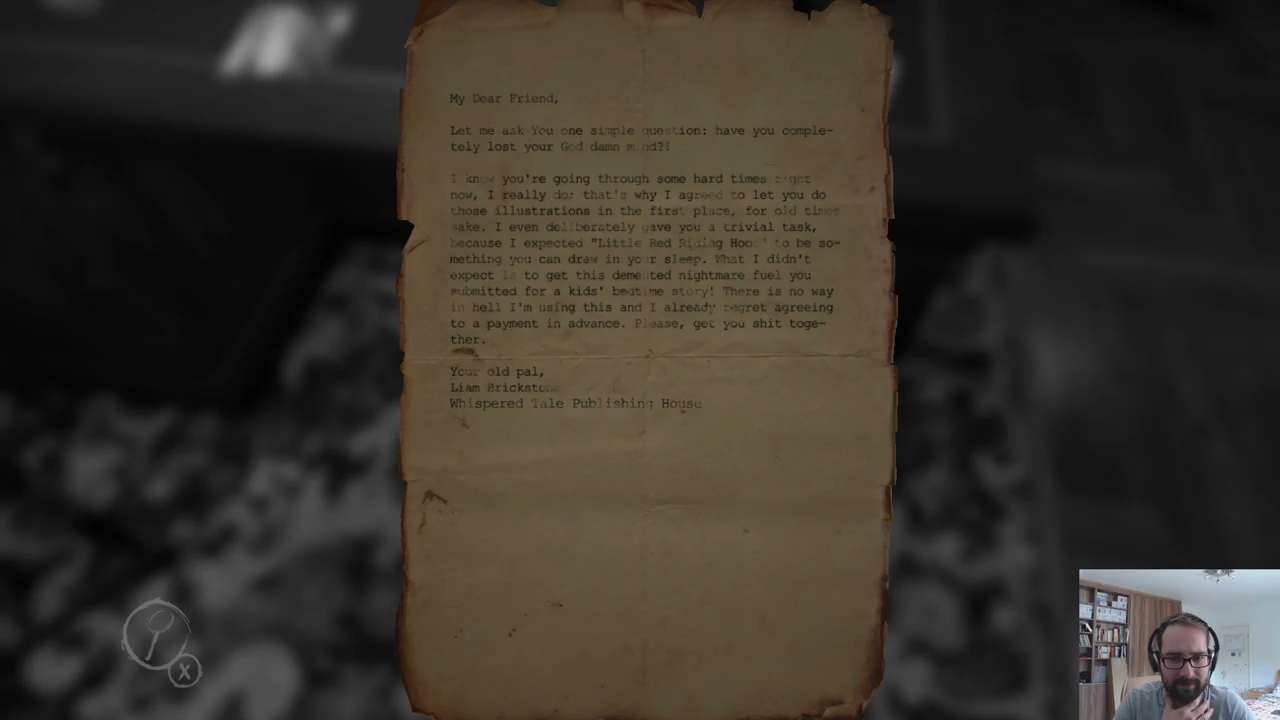 My Dear Friend,
Let me ask You one simple question: have you comple-
tely lost your God damn mind?!
I know you're going through some hard times right
now, I really do; that's why I agreed to let you do
those illustrations in the first place, for old times
sake. I even deliberately gave you a trivial task,
because I expected "Little Red Riding Hood" to be so-
mething you can draw in your sleep. What I didn't
expect is to get this demented nightmare fuel you
submitted for a kids' bedtime story! There is no way
in hell I'm using this and I already regret agreeing
to a payment in advance. Please, get you shit toge-
ther.
Your old pal,
Liam Brickstone
Whispered Tale Publishing House
X